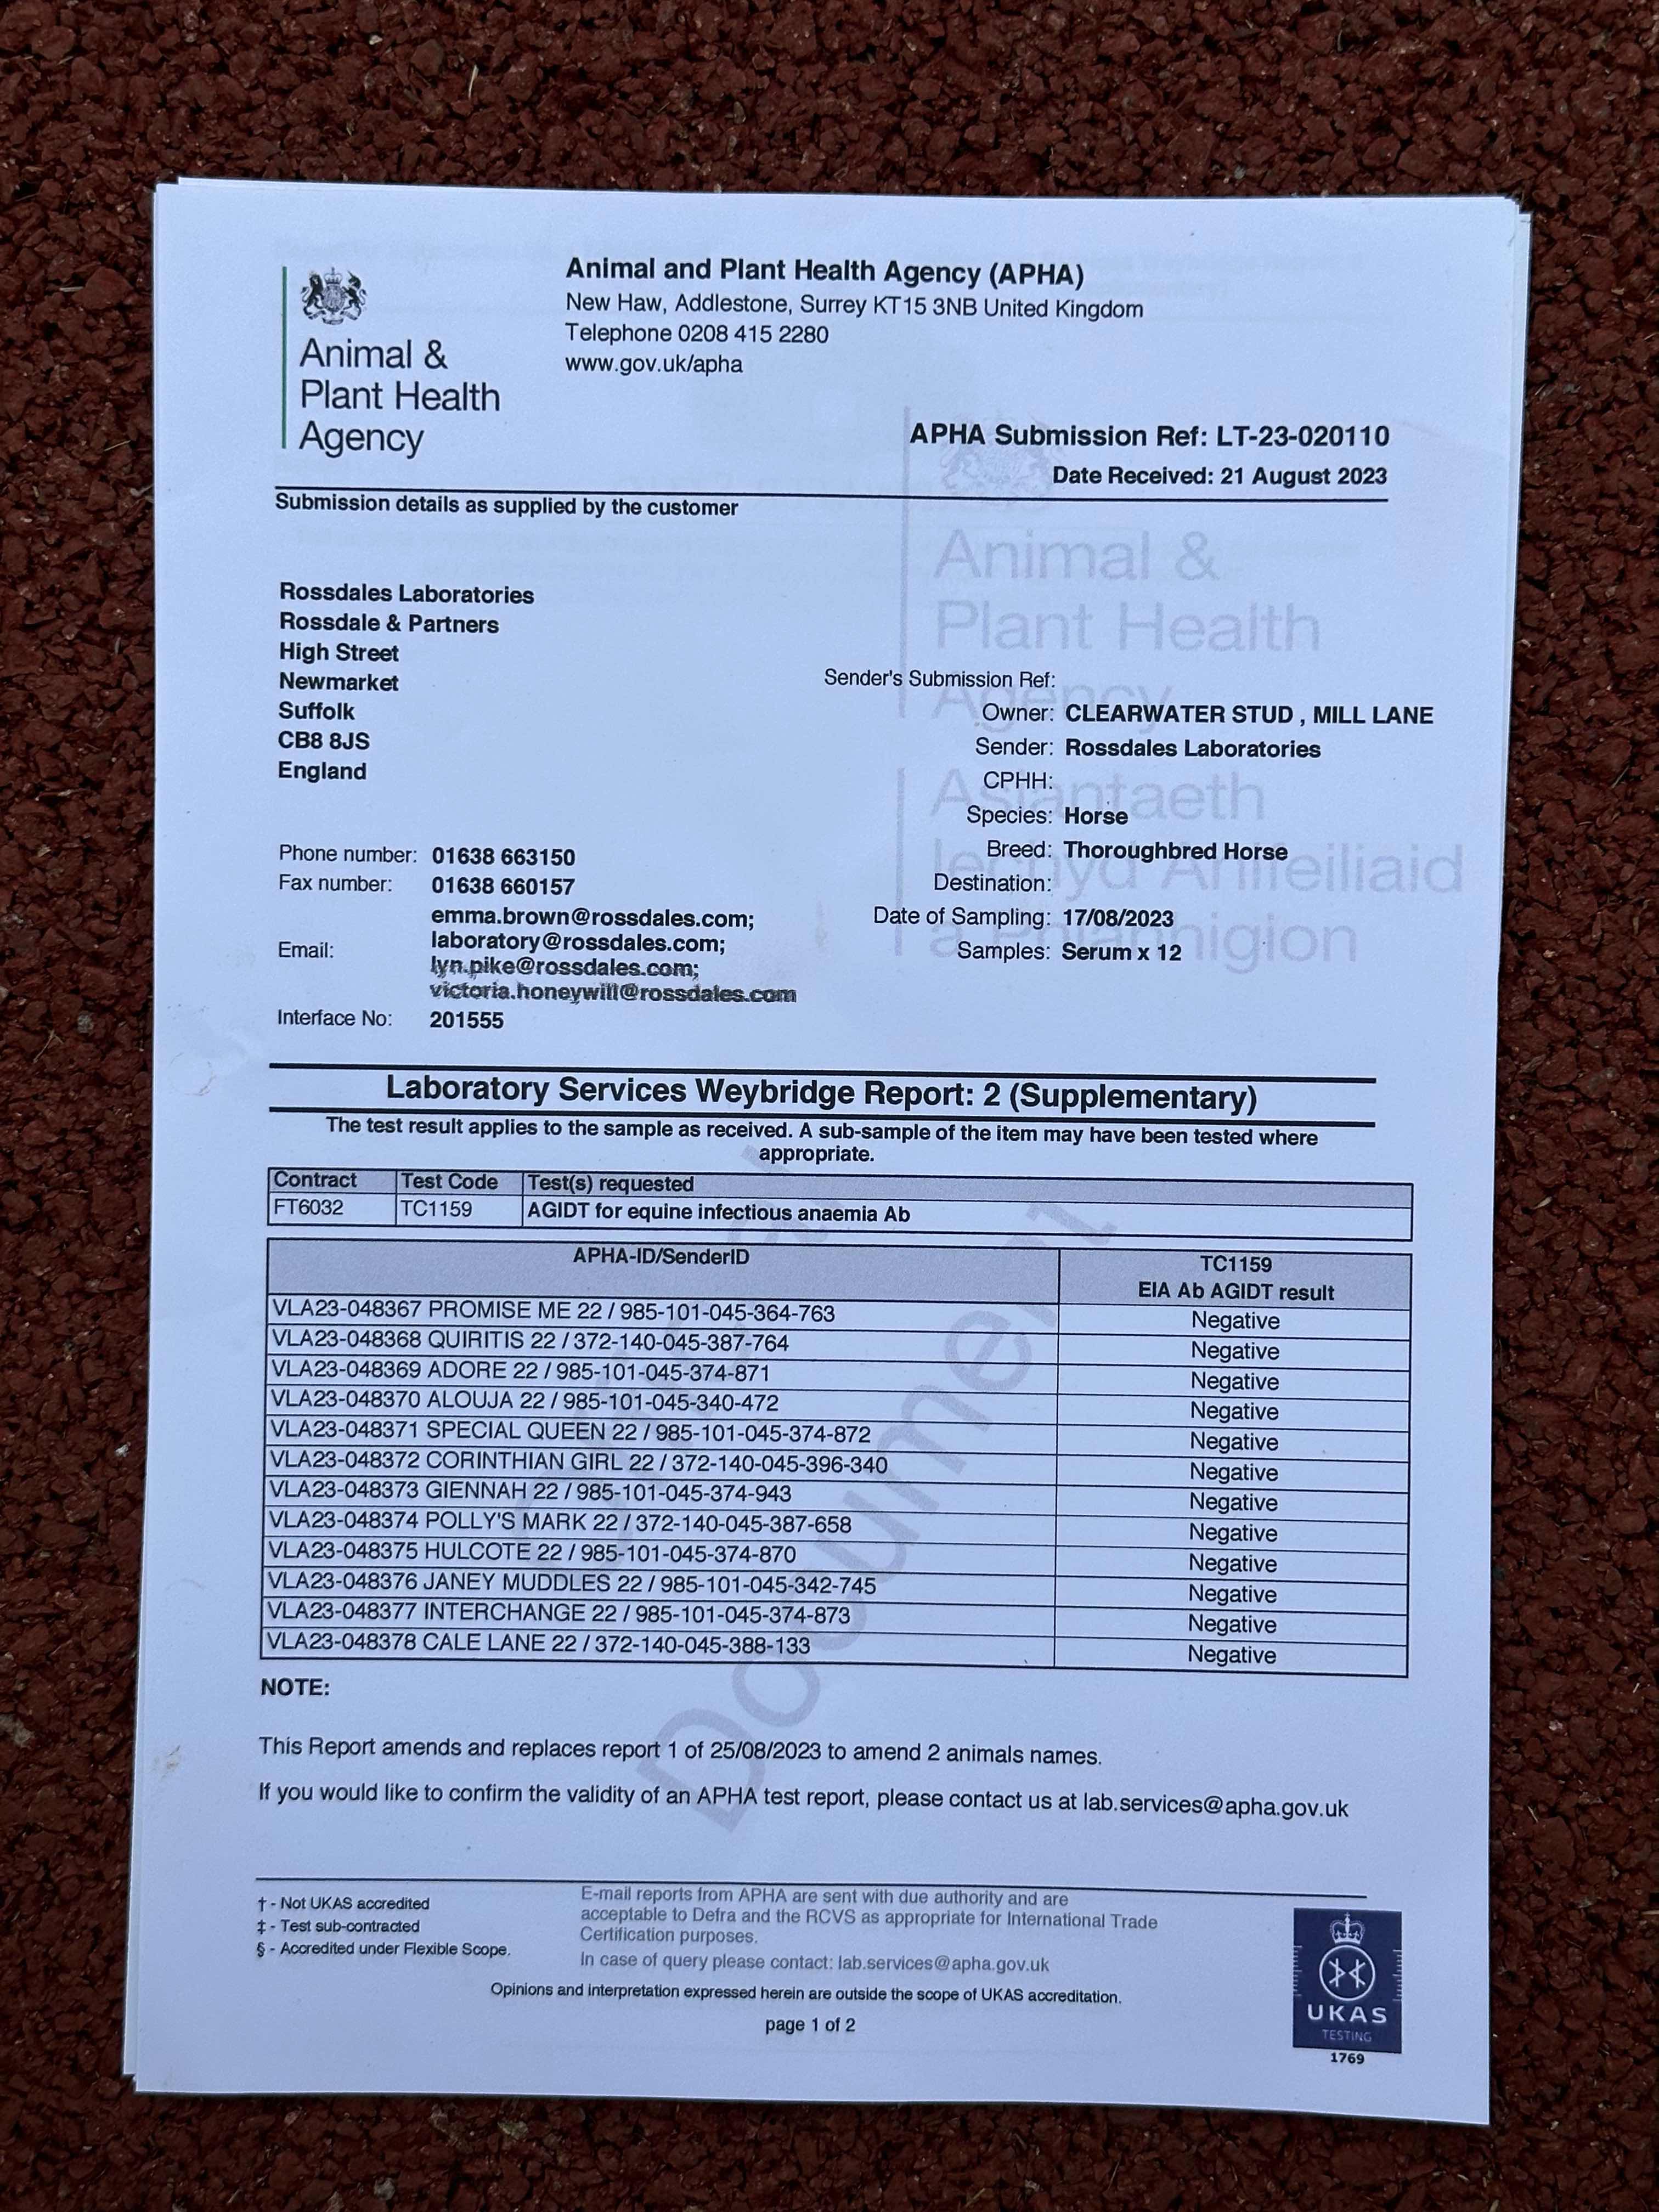 Animal &
Plant Health
Agency
Animal and Plant Health Agency (APHA)
New Haw, Addlestone, Surrey KT15 3NB United Kingdom
Telephone 0208 415 2280
www.gov.uk/apha
APHA Submission Ref: LT-23-020110
Date Received: 21 August 2023
Submission details as supplied by the customer
Animal &
Plant Health
Agency
Asiantaeth
Iechyd Anifeiliaid
a Phlanhigion
Rossdales Laboratories
Rossdale & Partners
High Street
Newmarket
Suffolk
CB8 8JS
England
Phone number: 01638 663150
Fax number: 01638 660157
Email: emma.brown@rossdales.com;
laboratory@rossdales.com;
lyn.pike@rossdales.com;
victoria.honeywill@rossdales.com
Interface No: 201555
Sender's Submission Ref:
Owner: CLEARWATER STUD , MILL LANE
Sender: Rossdales Laboratories
CPHH:
Species: Horse
Breed: Thoroughbred Horse
Destination:
Date of Sampling: 17/08/2023
Samples: Serum x 12
Laboratory Services Weybridge Report: 2 (Supplementary)
The test result applies to the sample as received. A sub-sample of the item may have been tested where
appropriate.
Contract Test Code Test(s) requested
FT6032 TC1159 AGIDT for equine infectious anaemia Ab
APHA-ID/SenderID TC1159
EIA Ab AGIDT result
VLA23-048367 PROMISE ME 22 / 985-101-045-364-763 Negative
VLA23-048368 QUIRITIS 22 / 372-140-045-387-764 Negative
VLA23-048369 ADORE 22 / 985-101-045-374-871 Negative
VLA23-048370 ALOUJA 22 / 985-101-045-340-472 Negative
VLA23-048371 SPECIAL QUEEN 22 / 985-101-045-374-872 Negative
VLA23-048372 CORINTHIAN GIRL 22 / 372-140-045-396-340 Negative
VLA23-048373 GIENNAH 22 / 985-101-045-374-943 Negative
VLA23-048374 POLLY'S MARK 22 / 372-140-045-387-658 Negative
VLA23-048375 HULCOTE 22 / 985-101-045-374-870 Negative
VLA23-048376 JANEY MUDDLES 22 / 985-101-045-342-745 Negative
VLA23-048377 INTERCHANGE 22 / 985-101-045-374-873 Negative
VLA23-048378 CALE LANE 22 / 372-140-045-388-133 Negative
Document
NOTE:
This Report amends and replaces report 1 of 25/08/2023 to amend 2 animals names.
If you would like to confirm the validity of an APHA test report, please contact us at lab.services@apha.gov.uk
† - Not UKAS accredited
‡ - Test sub-contracted
§ - Accredited under Flexible Scope.
E-mail reports from APHA are sent with due authority and are
acceptable to Defra and the RCVS as appropriate for International Trade
Certification purposes.
In case of query please contact: lab.services@apha.gov.uk
Opinions and interpretation expressed herein are outside the scope of UKAS accreditation.
page 1 of 2
UKAS
TESTING
1769